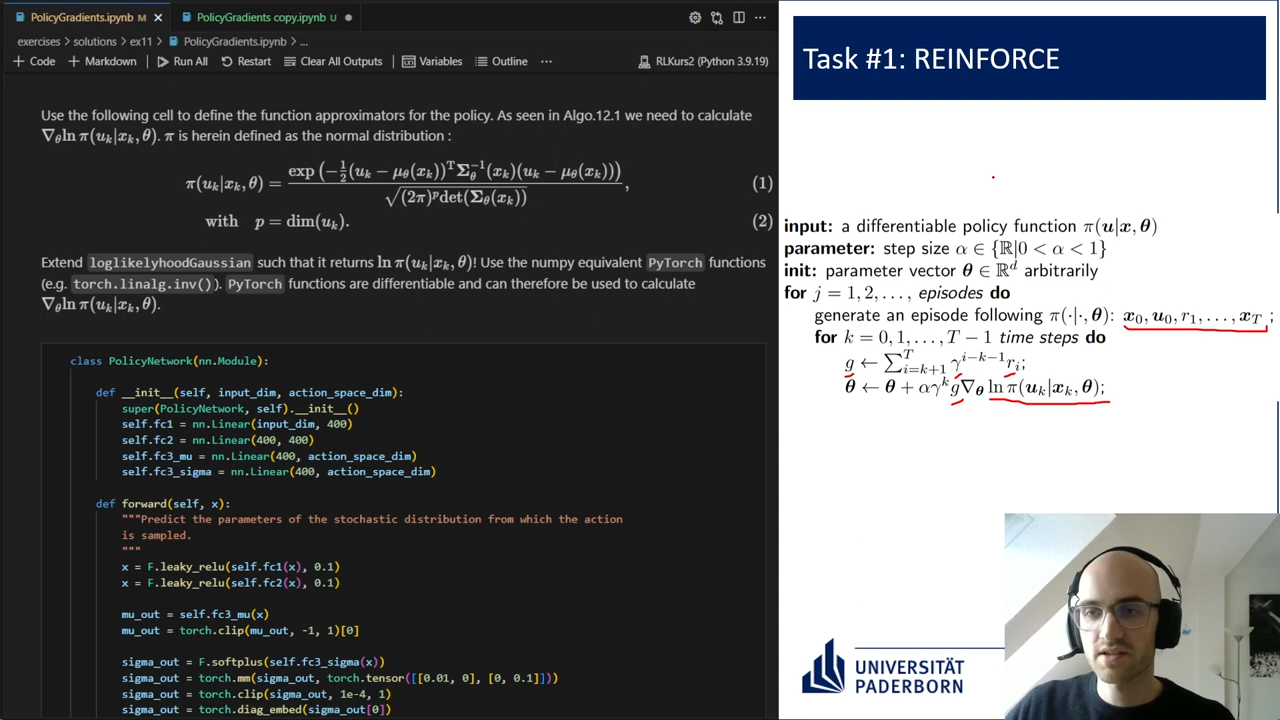 PolicyGradients.ipynb M ×
PolicyGradients copy.ipynb U
exercises > solutions > ex11 > PolicyGradients.ipynb > ...
+ Code + Markdown Run All Restart Clear All Outputs Variables Outline ... RLKurs2 (Python 3.9.19)
Use the following cell to define the function approximators for the policy. As seen in Algo.12.1 we need to calculate
∇θ ln π(uₖ|xₖ, θ). π is herein defined as the normal distribution :
π(uₖ|xₖ, θ) = exp (−½(uₖ − μθ(xₖ))ᵀΣθ⁻¹(xₖ)(uₖ − μθ(xₖ))) / √((2π)ᵖdet(Σθ(xₖ))), (1)
with p = dim(uₖ). (2)
Extend loglikelyhoodGaussian such that it returns ln π(uₖ|xₖ, θ)! Use the numpy equivalent PyTorch functions
(e.g. torch.linalg.inv()). PyTorch functions are differentiable and can therefore be used to calculate
∇θ ln π(uₖ|xₖ, θ).
class PolicyNetwork(nn.Module):
def __init__(self, input_dim, action_space_dim):
super(PolicyNetwork, self).__init__()
self.fc1 = nn.Linear(input_dim, 400)
self.fc2 = nn.Linear(400, 400)
self.fc3_mu = nn.Linear(400, action_space_dim)
self.fc3_sigma = nn.Linear(400, action_space_dim)
def forward(self, x):
"""Predict the parameters of the stochastic distribution from which the action
is sampled.
"""
x = F.leaky_relu(self.fc1(x), 0.1)
x = F.leaky_relu(self.fc2(x), 0.1)
mu_out = self.fc3_mu(x)
mu_out = torch.clip(mu_out, -1, 1)[0]
sigma_out = F.softplus(self.fc3_sigma(x))
sigma_out = torch.mm(sigma_out, torch.tensor([[0.01, 0], [0, 0.1]]))
sigma_out = torch.clip(sigma_out, 1e-4, 1)
sigma_out = torch.diag_embed(sigma_out[0])
Task #1: REINFORCE
input: a differentiable policy function π(u|x, θ)
parameter: step size α ∈ {ℝ|0 < α < 1}
init: parameter vector θ ∈ ℝᵈ arbitrarily
for j = 1, 2, . . . , episodes do
generate an episode following π(·|·, θ): x₀, u₀, r₁, . . . , x_T ;
for k = 0, 1, . . . , T − 1 time steps do
g ← ∑ᵀᵢ₌ₖ₊₁ γⁱ⁻ᵏ⁻¹rᵢ;
θ ← θ + αγᵏg∇θ ln π(uₖ|xₖ, θ);
UNIVERSITÄT
PADERBORN